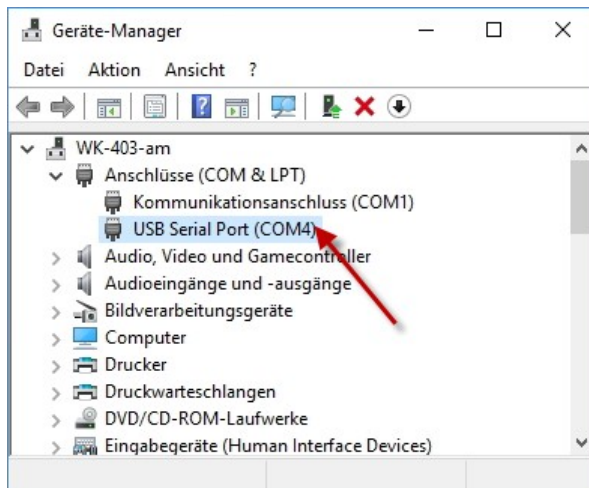 Geräte-Manager
Datei Aktion Ansicht ?
WK-403-am
Anschlüsse (COM & LPT)
Kommunikationsanschluss (COM1)
USB Serial Port (COM4)
Audio, Video und Gamecontroller
Audioeingänge und -ausgänge
Bildverarbeitungsgeräte
Computer
Drucker
Druckwarteschlangen
DVD/CD-ROM-Laufwerke
Eingabegeräte (Human Interface Devices)